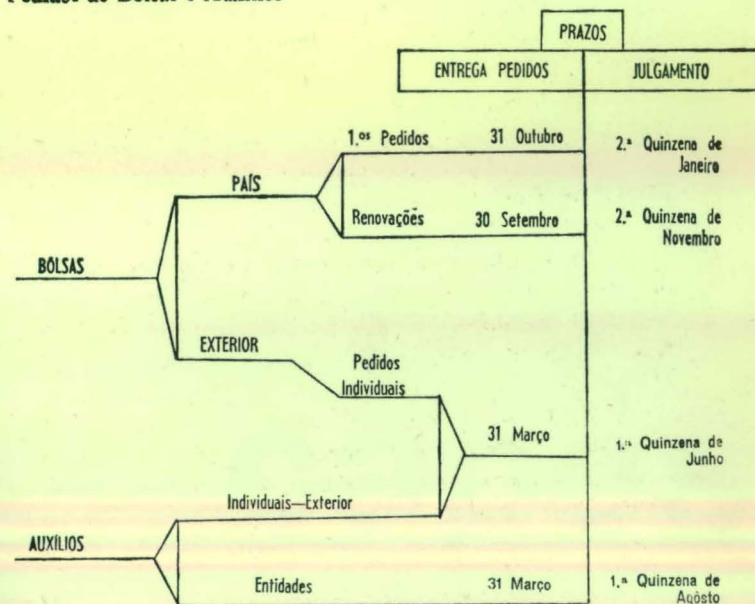 PRAZOS
ENTREGA PEDIDOS JULGAMENTO
1.os Pedidos 31 Outubro 2.ª Quinzena de
Janeiro
PAÍS
Renovações 30 Setembro 2.ª Quinzena de
Novembro
BÔLSAS
EXTERIOR
Pedidos
Individuais
31 Março 1.ª Quinzena de
Junho
Individuais—Exterior
AUXÍLIOS
Entidades 31 Março 1.ª Quinzena de
Agôsto